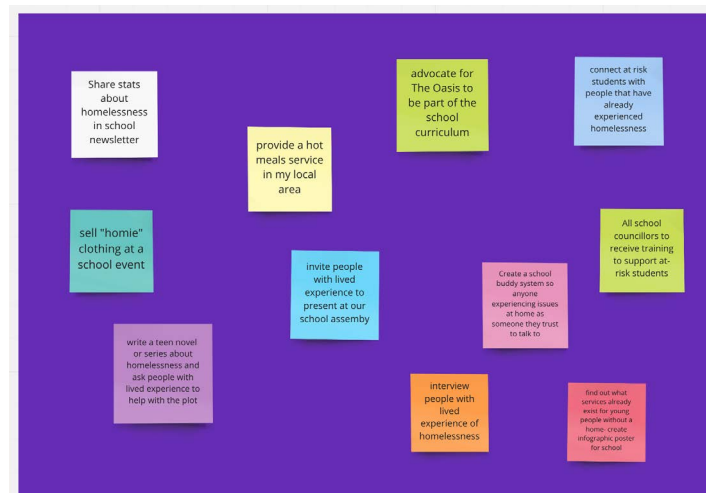 Share stats
about
homelessness
in school
newsletter
advocate for
The Oasis to
be part of the
school
curriculum
connect at risk
students with
people that have
already
experienced
homelessness
provide a hot
meals service
in my local
area
sell "homie"
clothing at a
school event
All school
councillors to
receive training
to support at-
risk students
invite people
with lived
experience to
present at our
school assemby
Create a school
buddy system so
anyone
experiencing issues
at home as
someone they trust
to talk to
write a teen novel
or series about
homelessness and
ask people with
lived experience to
help with the plot
interview
people with
lived
experience of
homelessness
find out what
services already
exist for young
people without a
home- create
infographic poster
for school